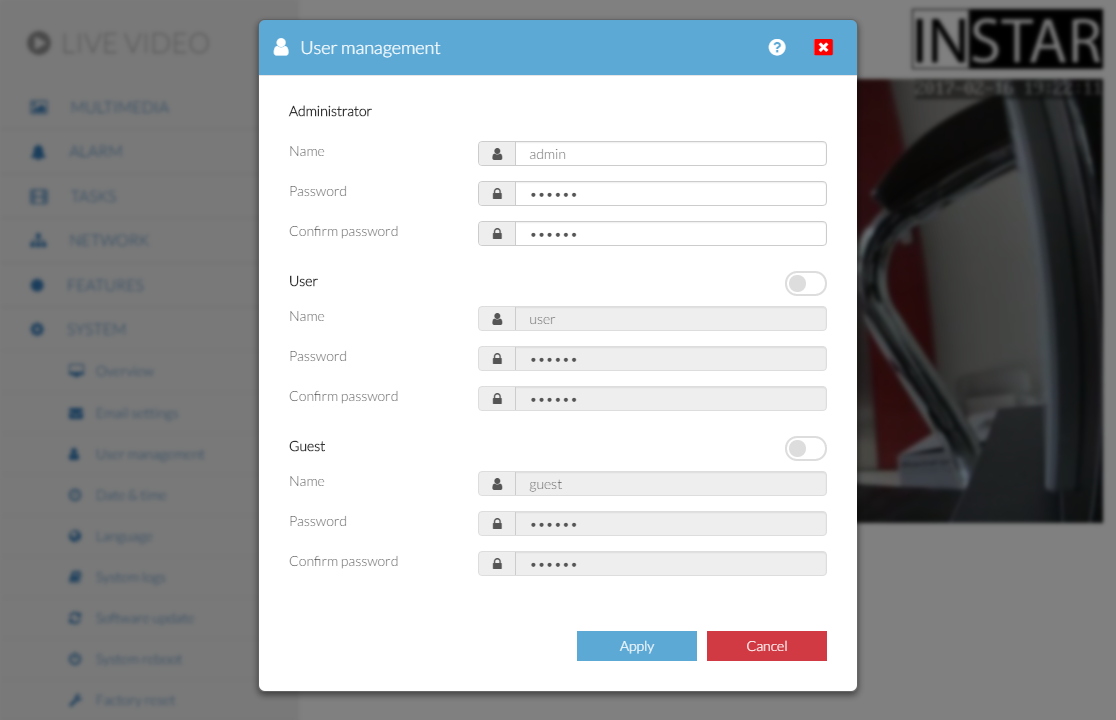 LIVE VIDEO
MULTIMEDIA
ALARM
TASKS
NETWORK
FEATURES
SYSTEM
Overview
Email settings
User management
Date & time
Language
System logs
Software update
System reboot
Factory reset
User management
Administrator
Name admin
Password ••••••
Confirm password ••••••
User
Name user
Password ••••••
Confirm password ••••••
Guest
Name guest
Password ••••••
Confirm password ••••••
Apply Cancel
INSTAR
2017-02-16 19:22:11